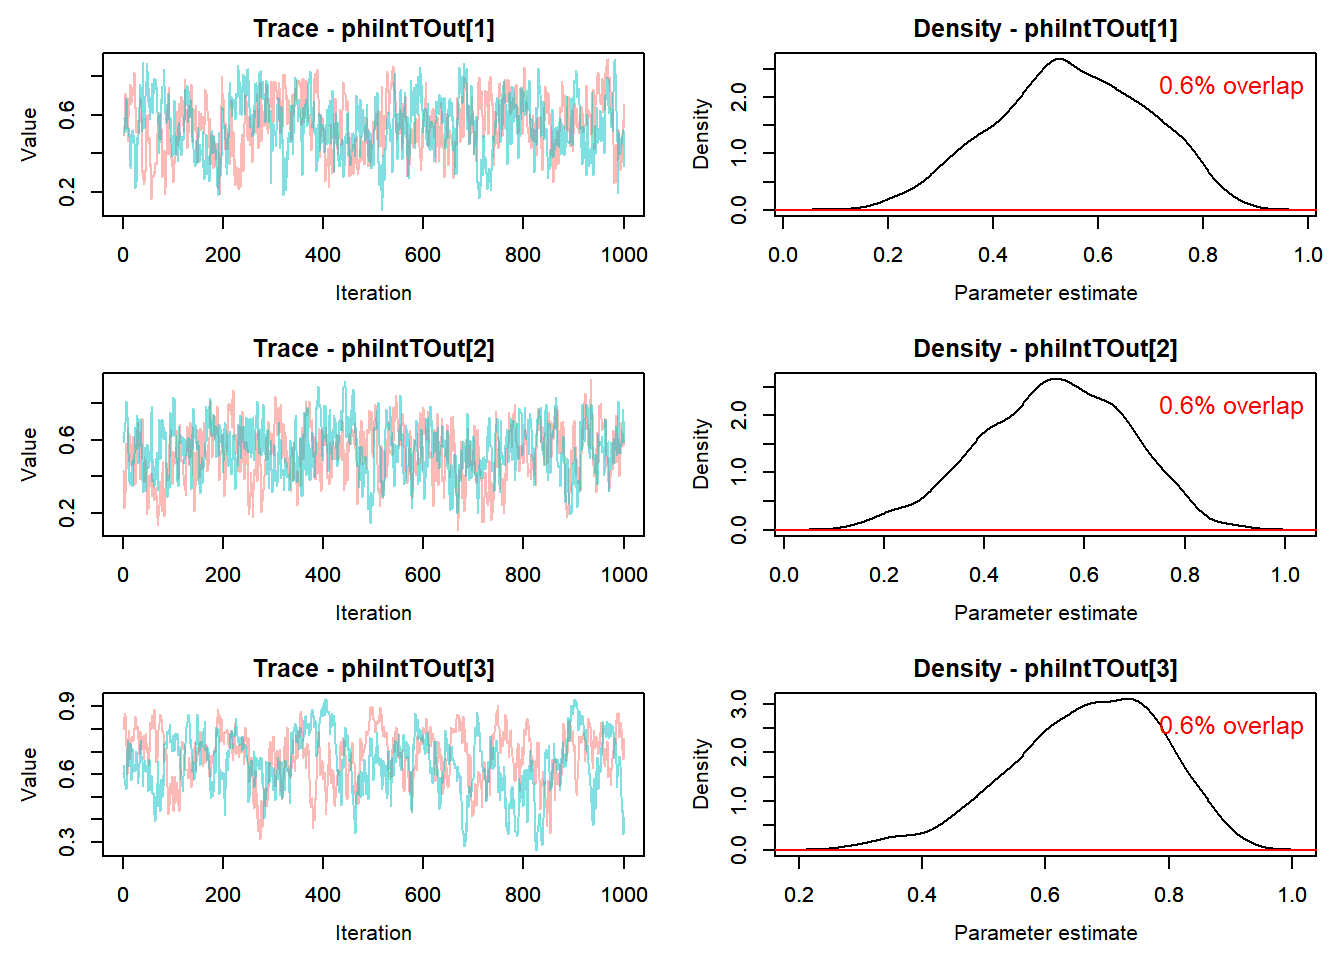 Trace - phiIntTOut[1]
Value
0.2
0.6
0
200
400
600
800
1000
Iteration
Density - phiIntTOut[1]
0.6% overlap
Density
0.0
1.0
2.0
0.0
0.2
0.4
0.6
0.8
1.0
Parameter estimate
Trace - phiIntTOut[2]
Value
0.2
0.6
0
200
400
600
800
1000
Iteration
Density - phiIntTOut[2]
0.6% overlap
Density
0.0
1.0
2.0
0.0
0.2
0.4
0.6
0.8
1.0
Parameter estimate
Trace - phiIntTOut[3]
Value
0.3
0.6
0.9
0
200
400
600
800
1000
Iteration
Density - phiIntTOut[3]
0.6% overlap
Density
0.0
1.0
2.0
3.0
0.2
0.4
0.6
0.8
1.0
Parameter estimate